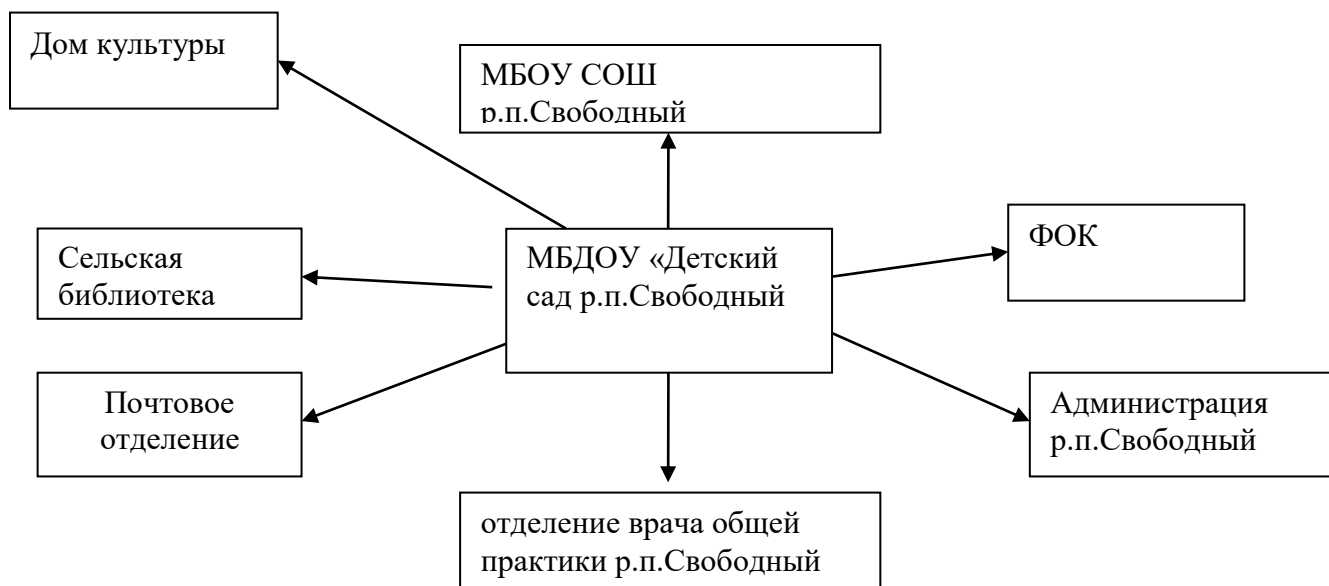 Дом культуры
МБОУ СОШ
р.п.Свободный
ФОК
Сельская
библиотека
МБДОУ «Детский
сад р.п.Свободный
Почтовое
отделение
Администрация
р.п.Свободный
отделение врача общей
практики р.п.Свободный